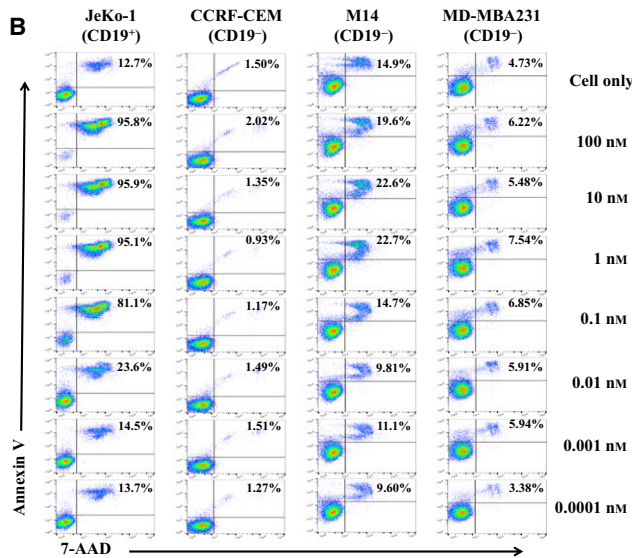 B
JeKo-1 CCRF-CEM M14 MD-MBA231
(CD19⁺) (CD19⁻) (CD19⁻) (CD19⁻)
12.7% 1.50% 14.9% 4.73% Cell only
95.8% 2.02% 19.6% 6.22% 100 nM
95.9% 1.35% 22.6% 5.48% 10 nM
95.1% 0.93% 22.7% 7.54% 1 nM
81.1% 1.17% 14.7% 6.85% 0.1 nM
23.6% 1.49% 9.81% 5.91% 0.01 nM
14.5% 1.51% 11.1% 5.94% 0.001 nM
13.7% 1.27% 9.60% 3.38% 0.0001 nM
Annexin V
7-AAD